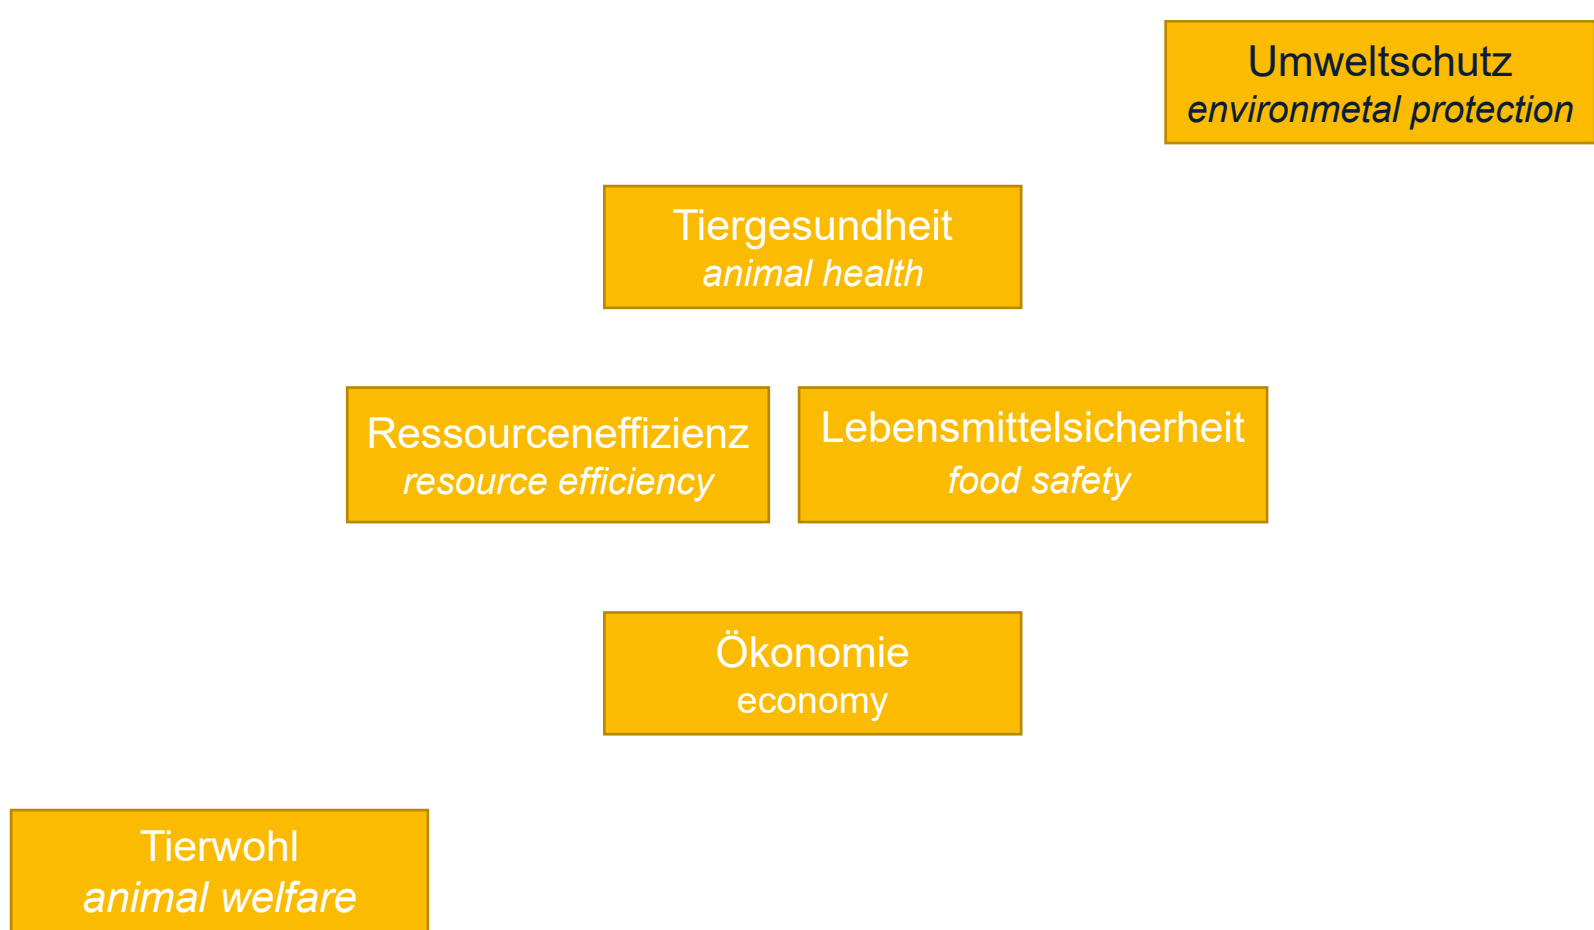 Umweltschutz
environmetal protection
Tiergesundheit
animal health
Ressourceneffizienz
resource efficiency
Lebensmittelsicherheit
food safety
Ökonomie
economy
Tierwohl
animal welfare